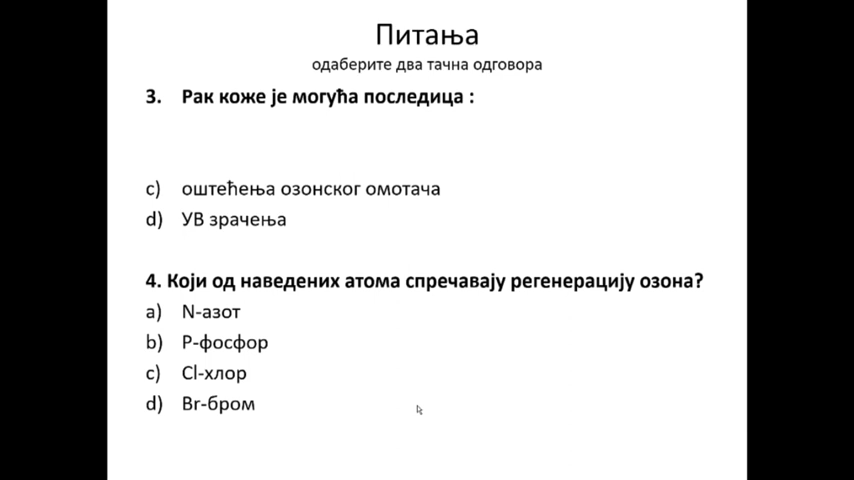 Питања
одаберите два тачна одговора
3. Рак коже је могућа последица :
c) оштећења озонског омотача
d) УВ зрачења
4. Који од наведених атома спречавају регенерацију озона?
a) N-азот
b) P-фосфор
c) Cl-хлор
d) Br-бром